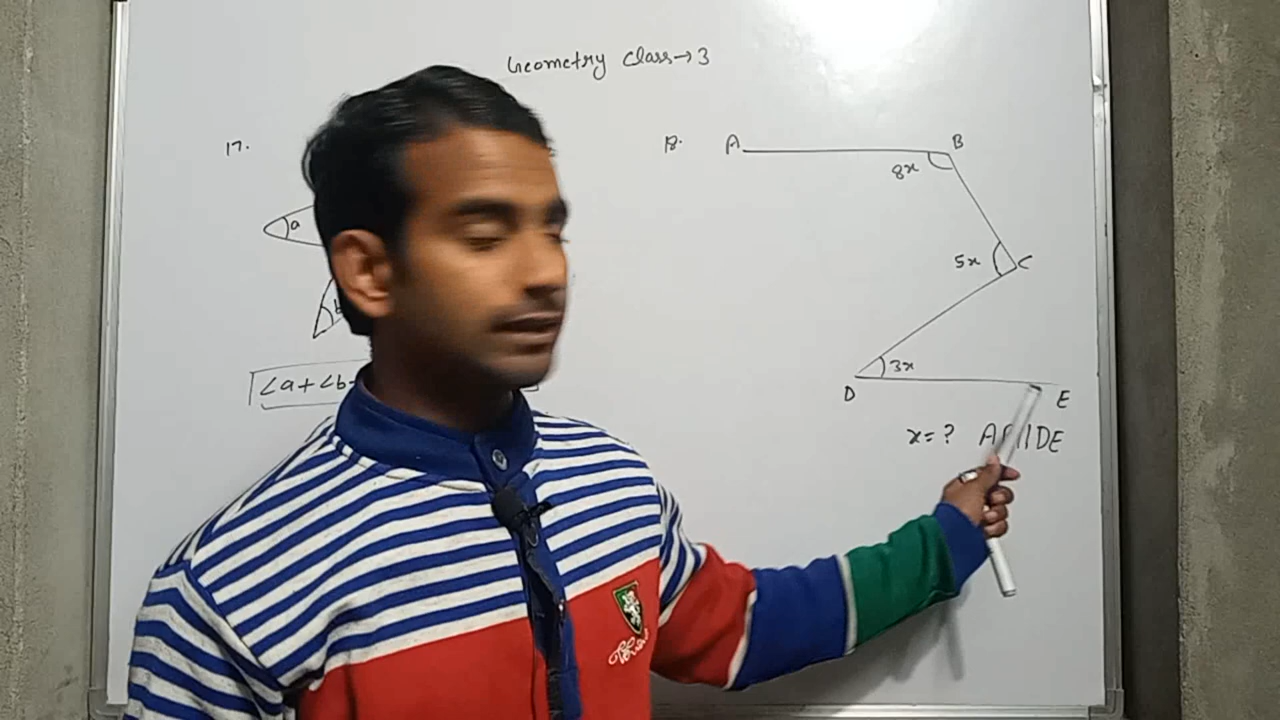 Geometry Class→3
17.
18.
A
B
8x
a
5x
C
b
3x
∠a+∠b
D
E
x=? AB||DE